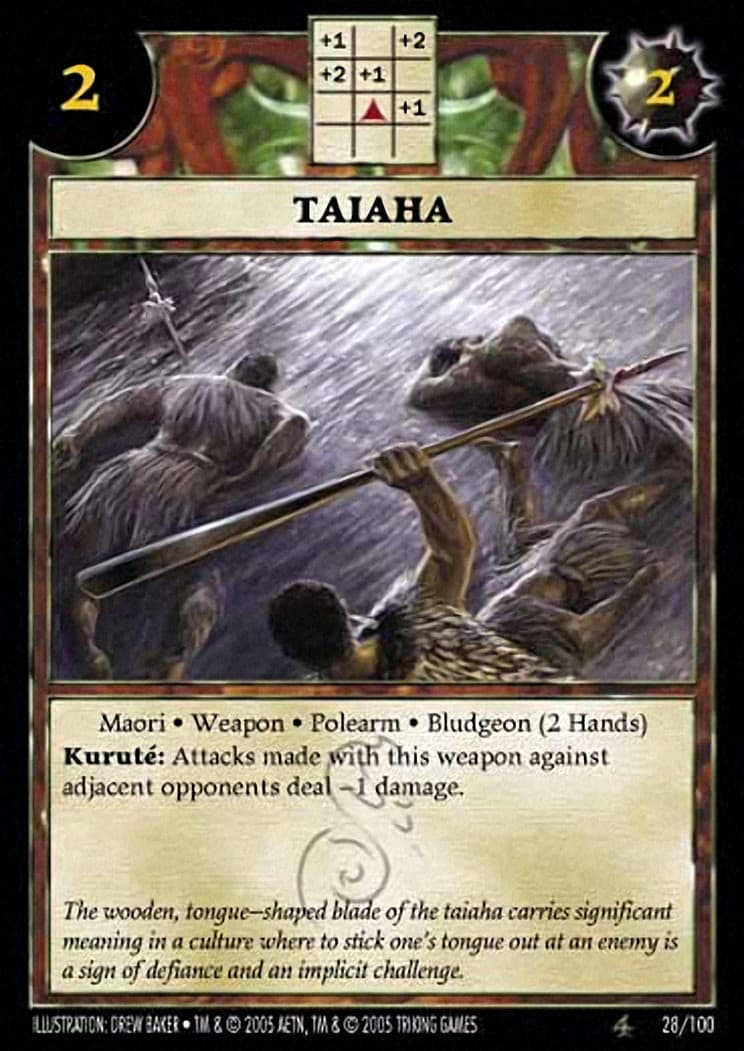 +1 +2
2 +2 +1 2
+1
TAIAHA
Maori • Weapon • Polearm • Bludgeon (2 Hands)
Kuruté: Attacks made with this weapon against
adjacent opponents deal –1 damage.
The wooden, tongue–shaped blade of the taiaha carries significant
meaning in a culture where to stick one's tongue out at an enemy is
a sign of defiance and an implicit challenge.
ILLUSTRATION: DREW BAKER • TM & © 2005 AETN, TM & © 2005 TRIKING GAMES 28/100